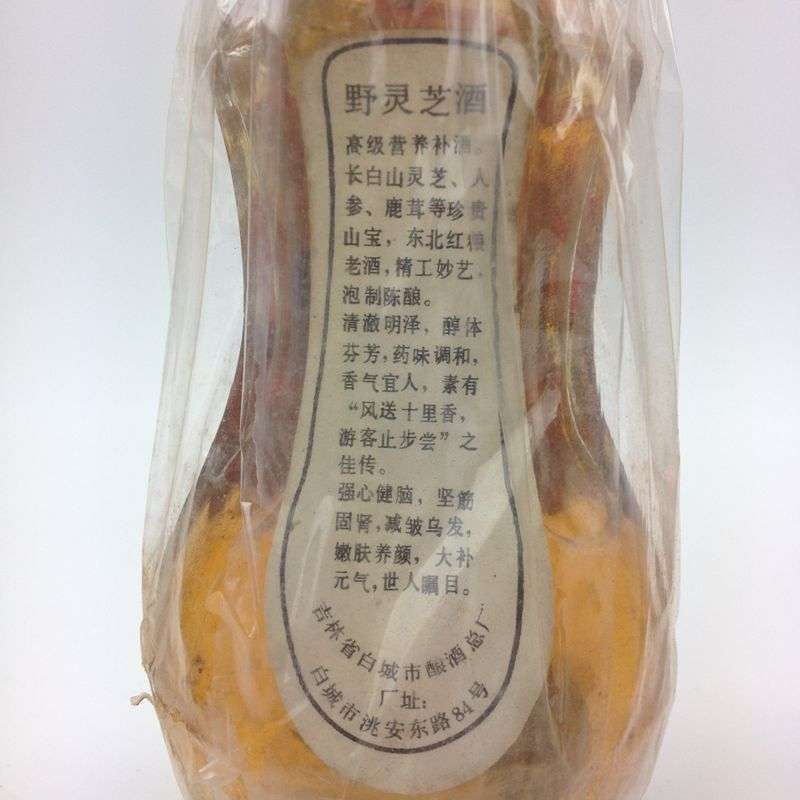 野灵芝酒
高级营养补酒。
长白山灵芝、人
参、鹿茸等珍贵
山宝，东北红粮
老酒，精工妙艺，
泡制陈酿。
清澈明泽，醇体
芬芳，药味调和，
香气宜人，素有
“风送十里香，
游客止步尝”之
佳传。
强心健脑，坚筋
固肾，减皱乌发，
嫩肤养颜，大补
元气，世人瞩目。
吉林省白城市酿酒总厂
厂址：
白城市洮安东路84号